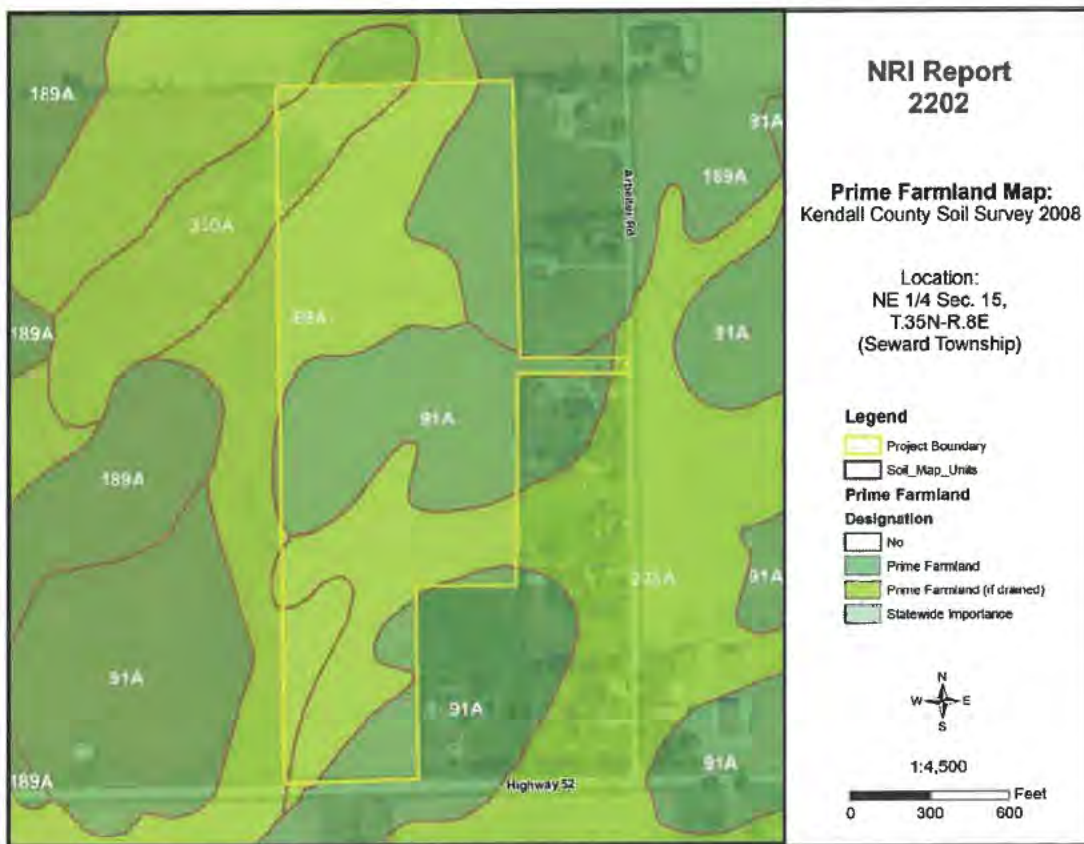 NRI Report
2202
Prime Farmland Map:
Kendall County Soil Survey 2008
Location:
NE 1/4 Sec. 15,
T.35N-R.8E
(Seward Township)
Legend
Project Boundary
Soil_Map_Units
Prime Farmland
Designation
No
Prime Farmland
Prime Farmland (if drained)
Statewide Importance
N
W E
S
1:4,500
Feet
0 300 600
189A
91A
189A
189A
91A
91A
189A
91A
91A
91A
91A
189A
91A
Highway 52